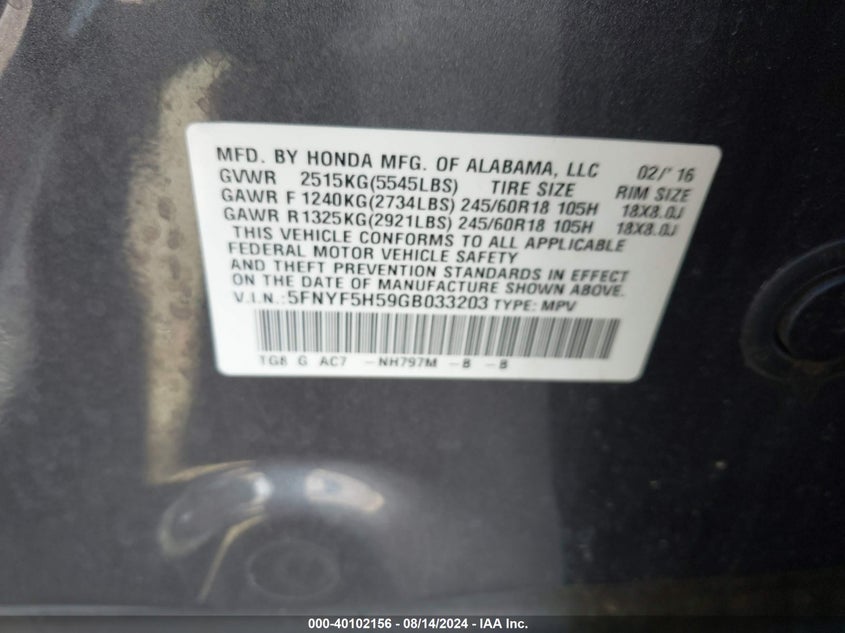 MFD. BY HONDA MFG. OF ALABAMA, LLC 02/'16
GVWR 2515KG(5545LBS) TIRE SIZE RIM SIZE
GAWR F 1240KG(2734LBS) 245/60R18 105H 18X8.0J
GAWR R1325KG(2921LBS) 245/60R18 105H 18X8.0J
THIS VEHICLE CONFORMS TO ALL APPLICABLE
FEDERAL MOTOR VEHICLE SAFETY
AND THEFT PREVENTION STANDARDS IN EFFECT
ON THE DATE OF MANUFACTURE SHOWN ABOVE.
V.I.N.:5FNYF5H59GB033203 TYPE: MPV
TG8 G AC7 -NH797M -B -B
000-40102156 - 08/14/2024 - IAA Inc.